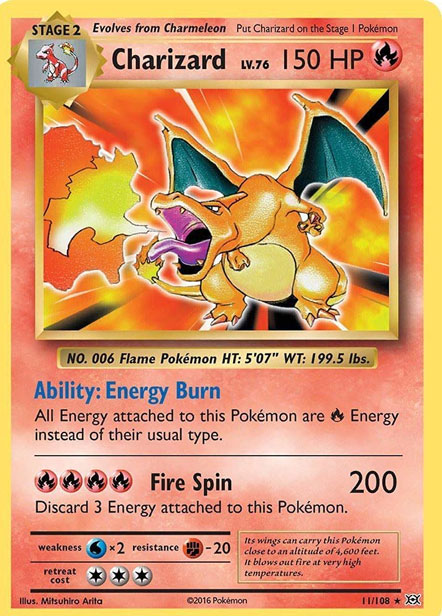 STAGE 2 Evolves from Charmeleon Put Charizard on the Stage 1 Pokémon
Charizard LV.76 150 HP
NO. 006 Flame Pokémon HT: 5'07" WT: 199.5 lbs.
Ability: Energy Burn
All Energy attached to this Pokémon are Energy
instead of their usual type.
Fire Spin 200
Discard 3 Energy attached to this Pokémon.
weakness ×2 resistance -20
retreat
cost
Its wings can carry this Pokémon
close to an altitude of 4,600 feet.
It blows out fire at very high
temperatures.
Illus. Mitsuhiro Arita ©2016 Pokémon 11/108 ★